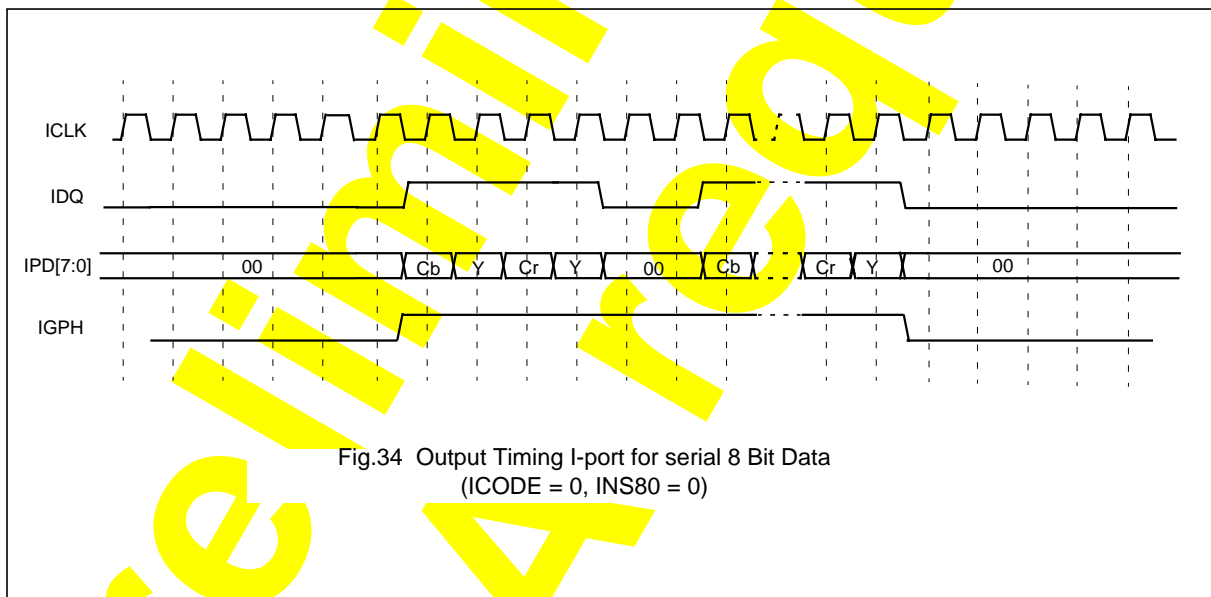 ICLK
IDQ
IPD[7:0] 00 Cb Y Cr Y 00 Cb Cr Y 00
IGPH
Fig.34 Output Timing I-port for serial 8 Bit Data
(ICODE = 0, INS80 = 0)